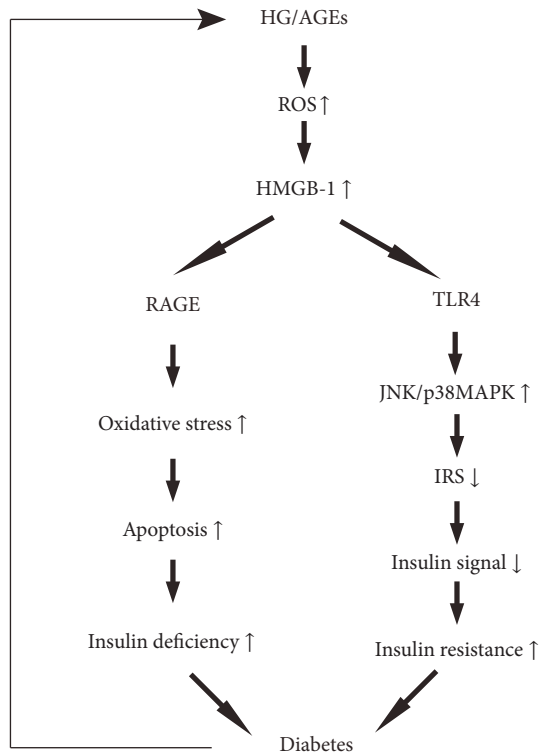 HG/AGEs
ROS ↑
HMGB-1 ↑
RAGE
TLR4
JNK/p38MAPK ↑
Oxidative stress ↑
IRS ↓
Apoptosis ↑
Insulin signal ↓
Insulin deficiency ↑
Insulin resistance ↑
Diabetes